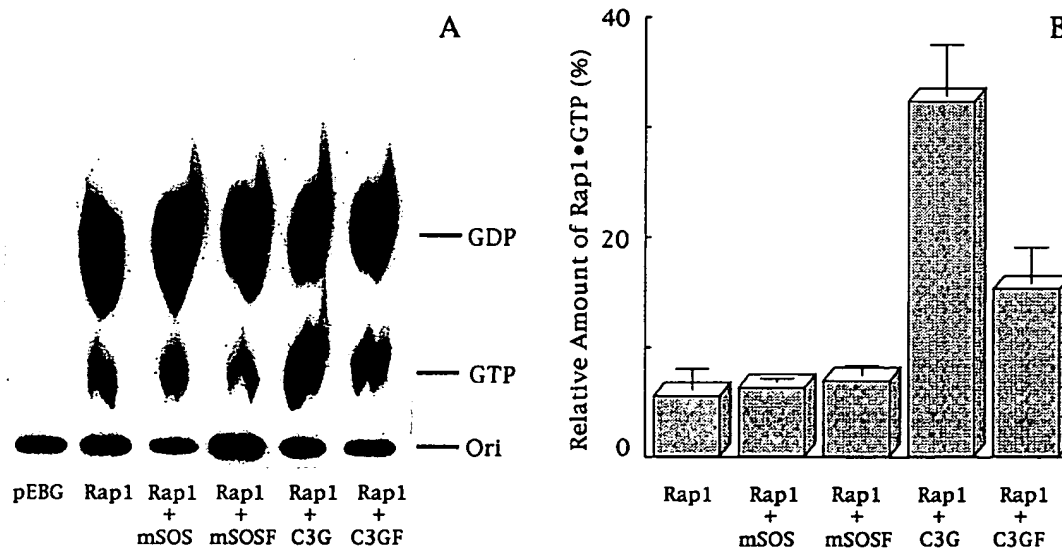 A
GDP
GTP
Ori
pEBG
Rap1
Rap1 + mSOS
Rap1 + mSOSF
Rap1 + C3G
Rap1 + C3GF
Relative Amount of Rap1•GTP (%)
40
20
0
Rap1
Rap1 + mSOS
Rap1 + mSOSF
Rap1 + C3G
Rap1 + C3GF